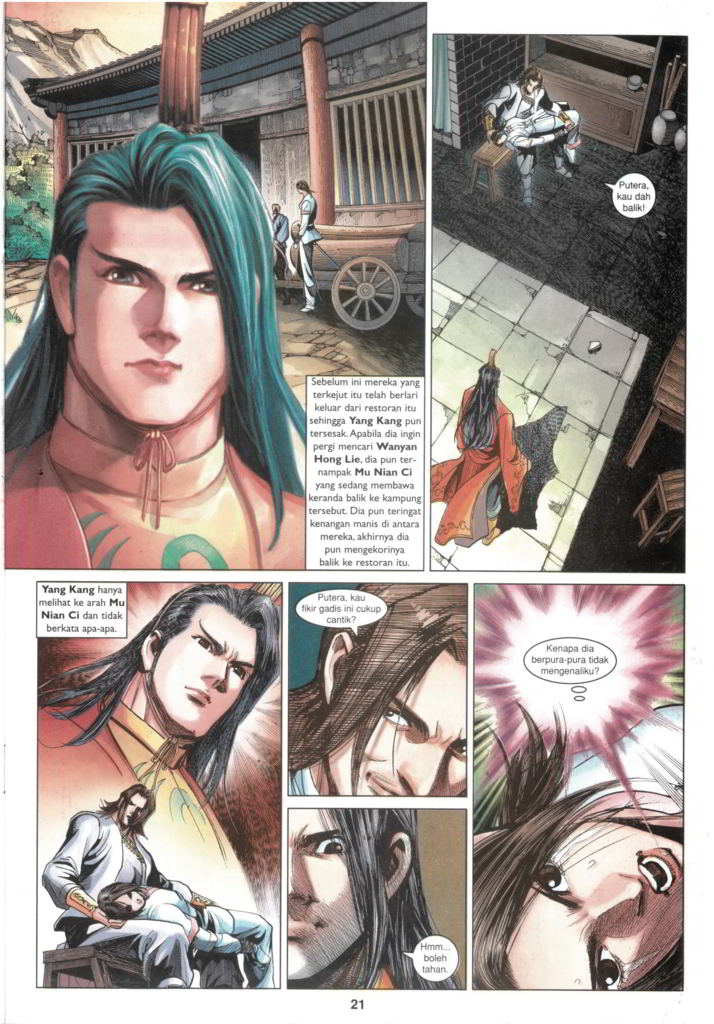 Sebelum ini mereka yang
terkejut itu telah berlari
keluar dari restoran itu
sehingga Yang Kang pun
tersesak. Apabila dia ingin
pergi mencari Wanyan
Hong Lie, dia pun ter-
nampak Mu Nian Ci
yang sedang membawa
keranda balik ke kampung
tersebut. Dia pun teringat
kenangan manis di antara
mereka, akhirnya dia
pun mengekorinya
balik ke restoran itu.
Putera,
kau dah
balik!
Yang Kang hanya
melihat ke arah Mu
Nian Ci dan tidak
berkata apa-apa.
Putera, kau
fikir gadis ini cukup
cantik?
Hmm...
boleh
tahan.
Kenapa dia
berpura-pura tidak
mengenaliku?
21